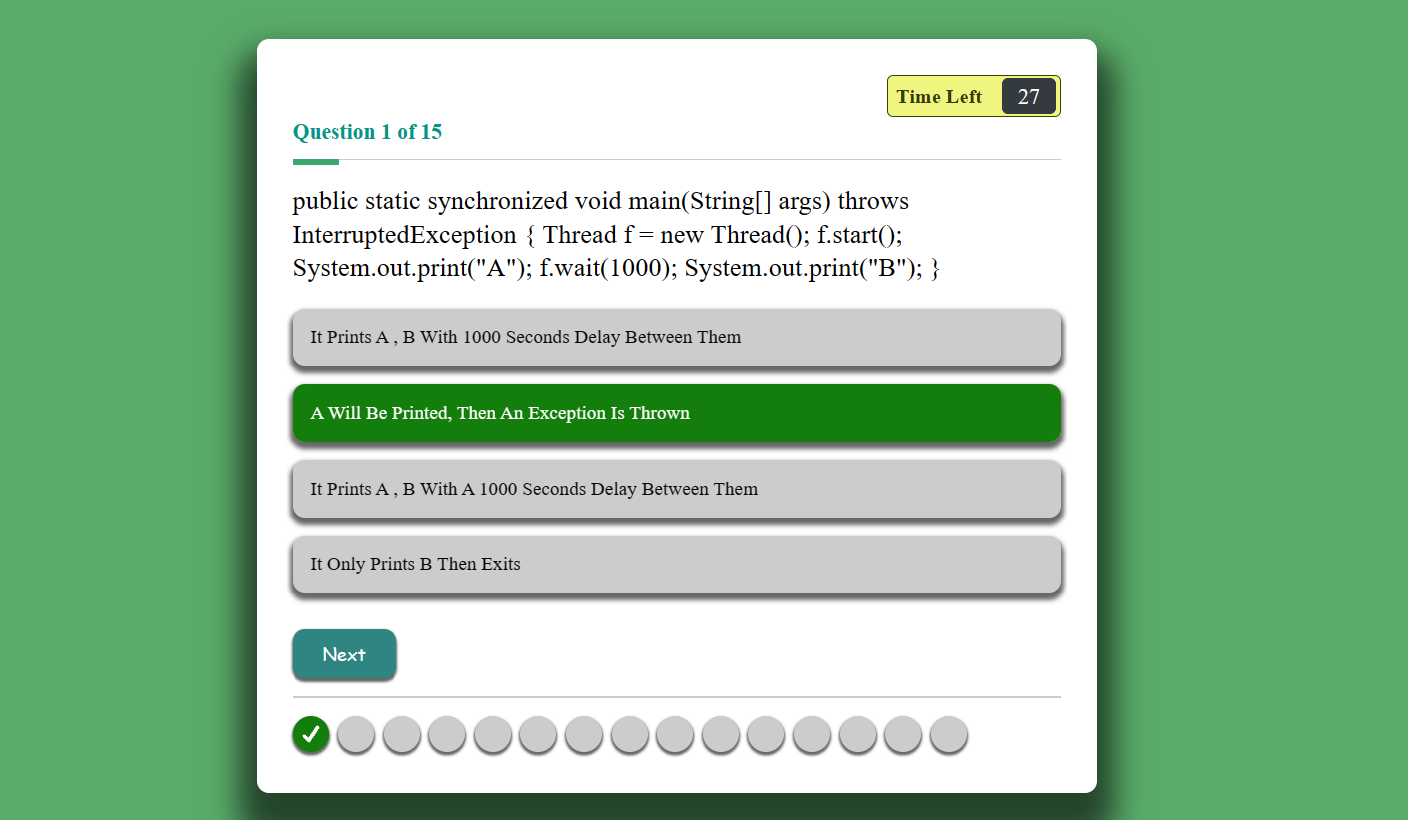 Time Left 27
Question 1 of 15
public static synchronized void main(String[] args) throws
InterruptedException { Thread f = new Thread(); f.start();
System.out.print("A"); f.wait(1000); System.out.print("B"); }
It Prints A , B With 1000 Seconds Delay Between Them
A Will Be Printed, Then An Exception Is Thrown
It Prints A , B With A 1000 Seconds Delay Between Them
It Only Prints B Then Exits
Next